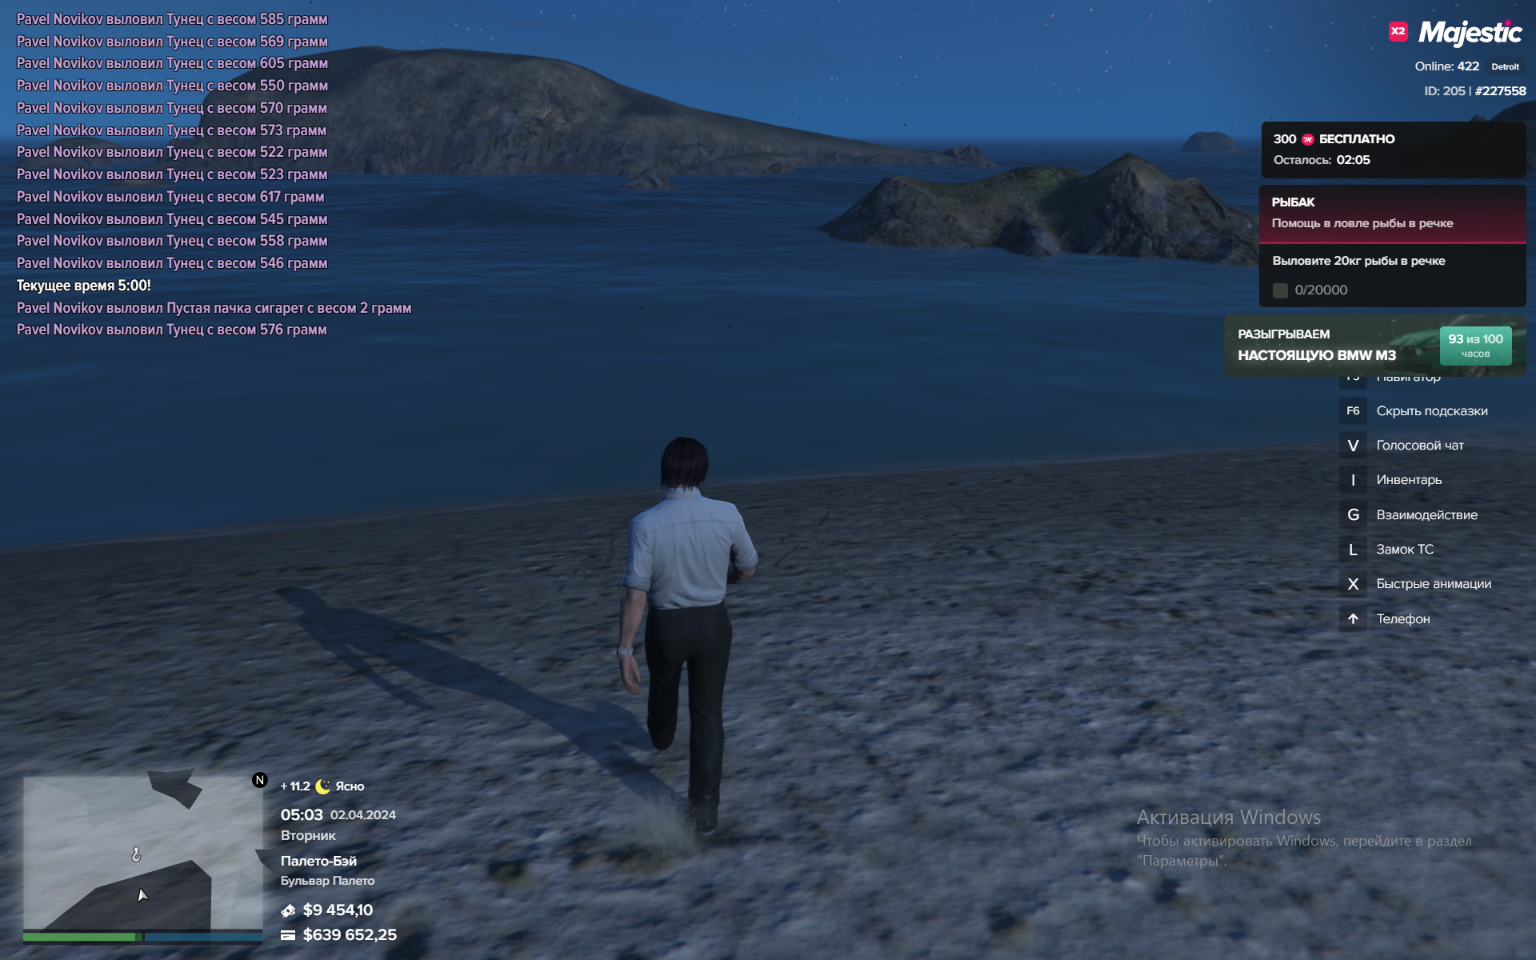 Pavel Novikov выловил Тунец с весом 585 грамм
Pavel Novikov выловил Тунец с весом 569 грамм
Pavel Novikov выловил Тунец с весом 605 грамм
Pavel Novikov выловил Тунец с весом 550 грамм
Pavel Novikov выловил Тунец с весом 570 грамм
Pavel Novikov выловил Тунец с весом 573 грамм
Pavel Novikov выловил Тунец с весом 522 грамм
Pavel Novikov выловил Тунец с весом 523 грамм
Pavel Novikov выловил Тунец с весом 617 грамм
Pavel Novikov выловил Тунец с весом 545 грамм
Pavel Novikov выловил Тунец с весом 558 грамм
Pavel Novikov выловил Тунец с весом 546 грамм
Текущее время 5:00!
Pavel Novikov выловил Пустая пачка сигарет с весом 2 грамм
Pavel Novikov выловил Тунец с весом 576 грамм
X2 Majestic
Online: 422 Detroit
ID: 205 | #227558
300 БЕСПЛАТНО
Осталось: 02:05
РЫБАК
Помощь в ловле рыбы в речке
Выловите 20кг рыбы в речке
0/20000
РАЗЫГРЫВАЕМ
НАСТОЯЩУЮ BMW M3
93 из 100
часов
Навигатор
F6 Скрыть подсказки
V Голосовой чат
I Инвентарь
G Взаимодействие
L Замок ТС
X Быстрые анимации
Телефон
N
+ 11.2 Ясно
05:03 02.04.2024
Вторник
Палето-Бэй
Бульвар Палето
$9 454,10
$639 652,25
Активация Windows
Чтобы активировать Windows, перейдите в раздел
"Параметры".